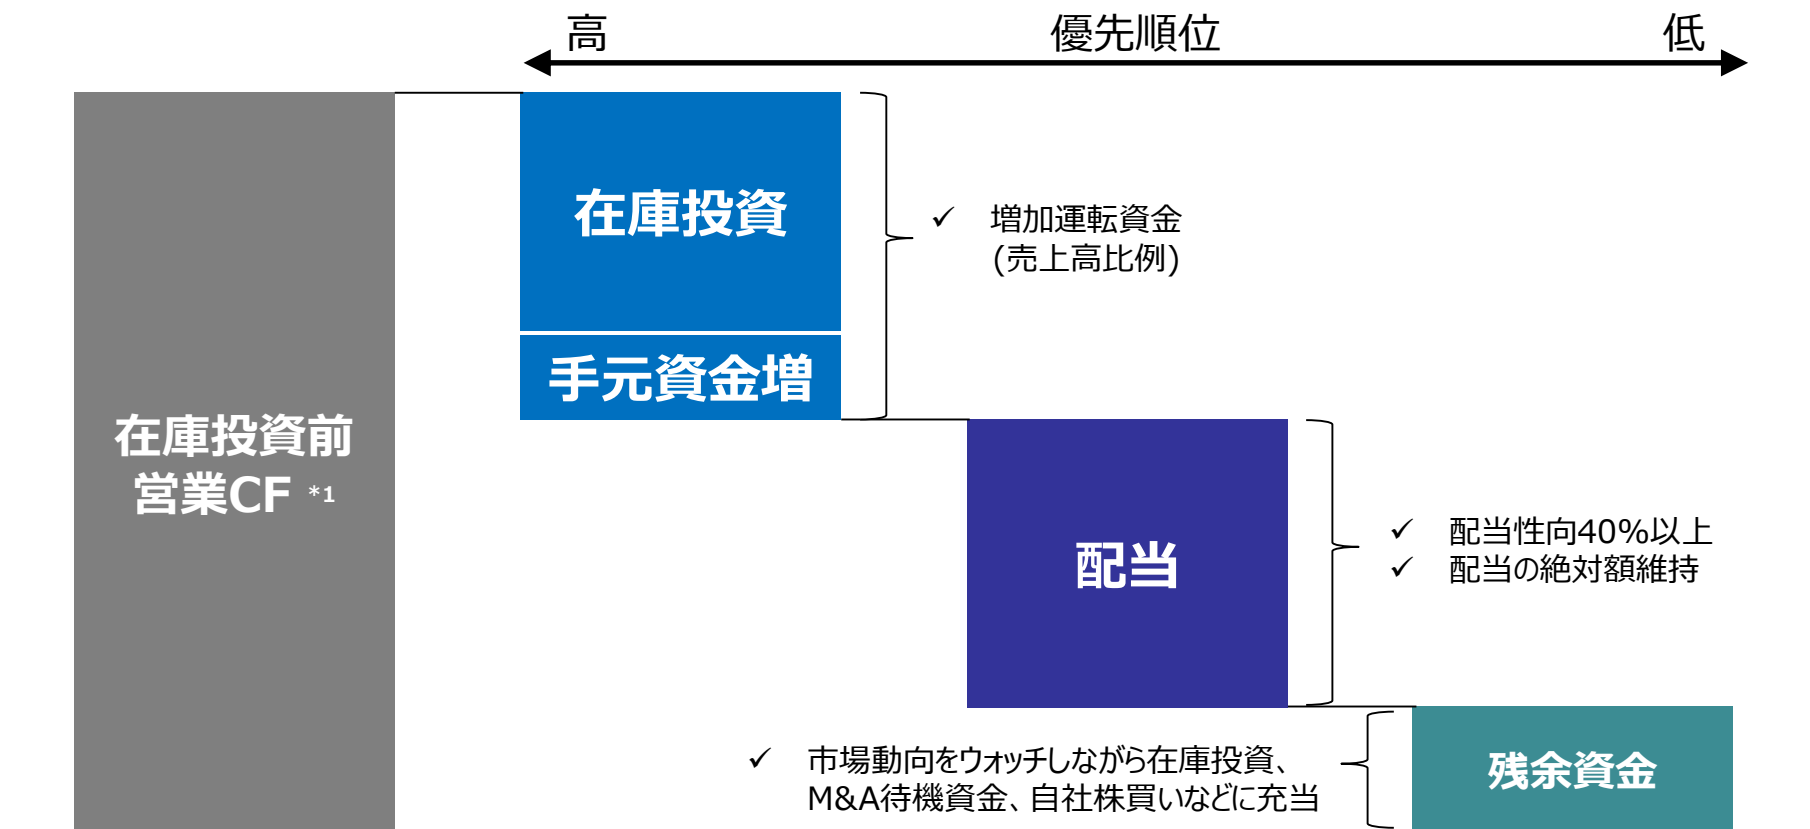 高 優先順位 低
在庫投資
✓ 増加運転資金
(売上高比例)
手元資金増
在庫投資前
営業CF *1
配当
✓ 配当性向40%以上
✓ 配当の絶対額維持
✓ 市場動向をウォッチしながら在庫投資、
M&A待機資金、自社株買いなどに充当
残余資金